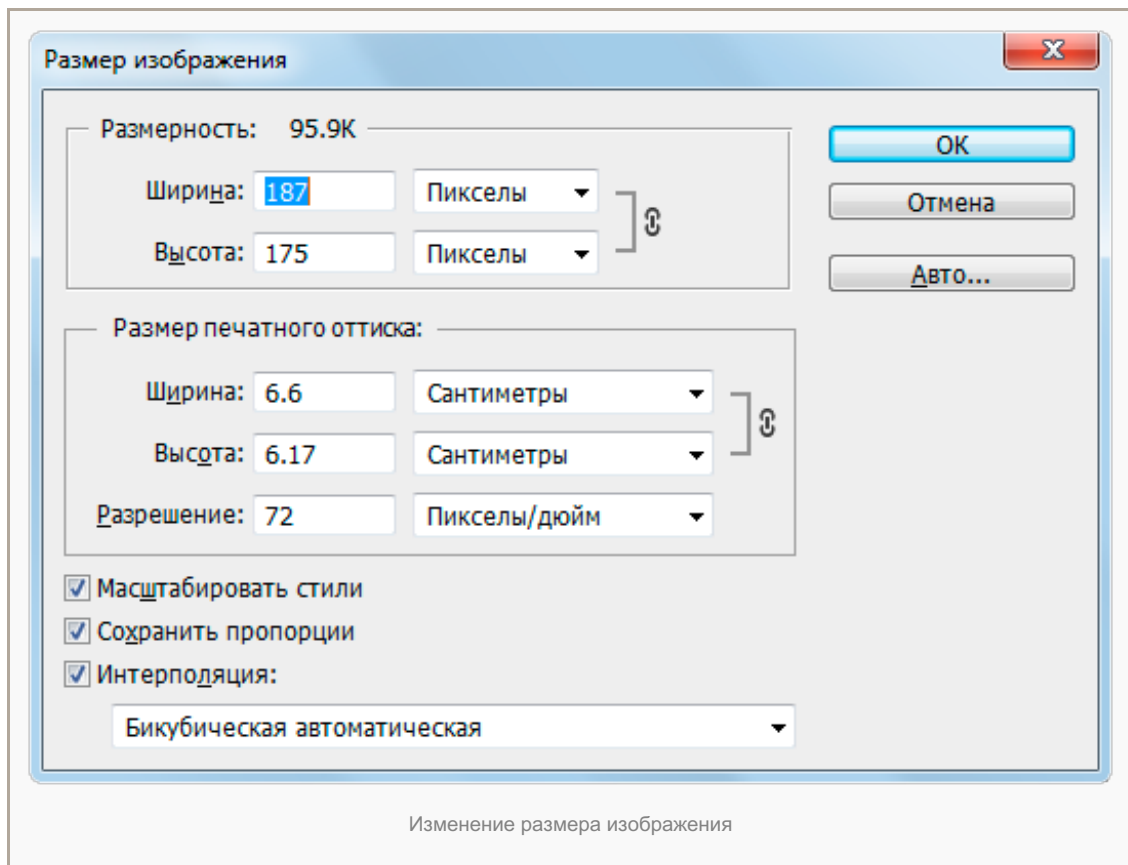 Размер изображения
Размерность: 95.9K
Ширина: 187 Пикселы
Высота: 175 Пикселы
OK
Отмена
Авто...
Размер печатного оттиска:
Ширина: 6.6 Сантиметры
Высота: 6.17 Сантиметры
Разрешение: 72 Пикселы/дюйм
Масштабировать стили
Сохранить пропорции
Интерполяция:
Бикубическая автоматическая
Изменение размера изображения